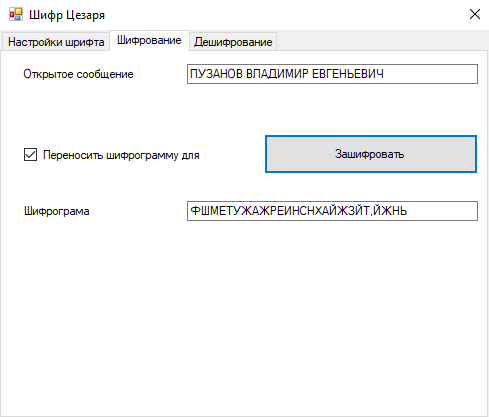 Шифр Цезаря
Настройки шрифта Шифрование Дешифрование
Открытое сообщение ПУЗАНОВ ВЛАДИМИР ЕВГЕНЬЕВИЧ
Переносить шифрограмму для Зашифровать
Шифрограма ФШМЕТУЖАЖРЕИНСНХАЙЖЗЙТ,ЙЖНЬ